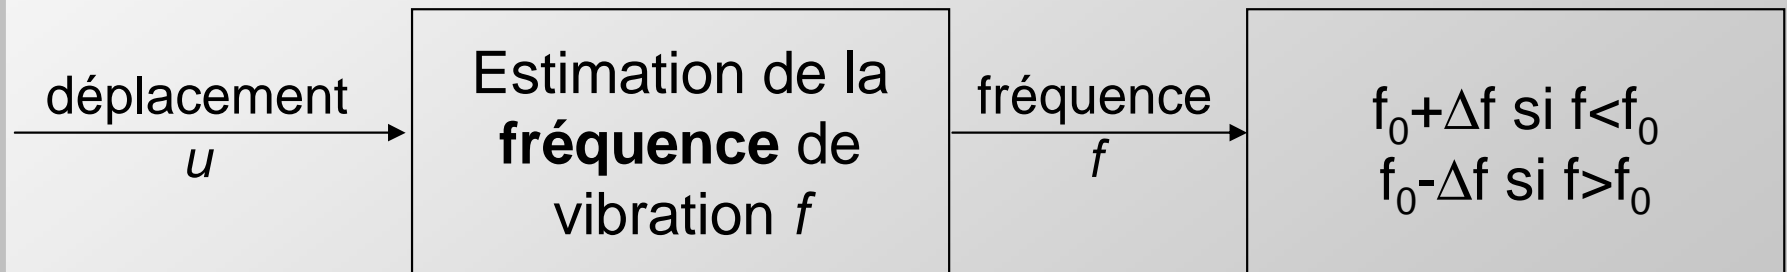 déplacement
u
Estimation de la
fréquence de
vibration f
fréquence
f
f₀+Δf si f<f₀
f₀-Δf si f>f₀